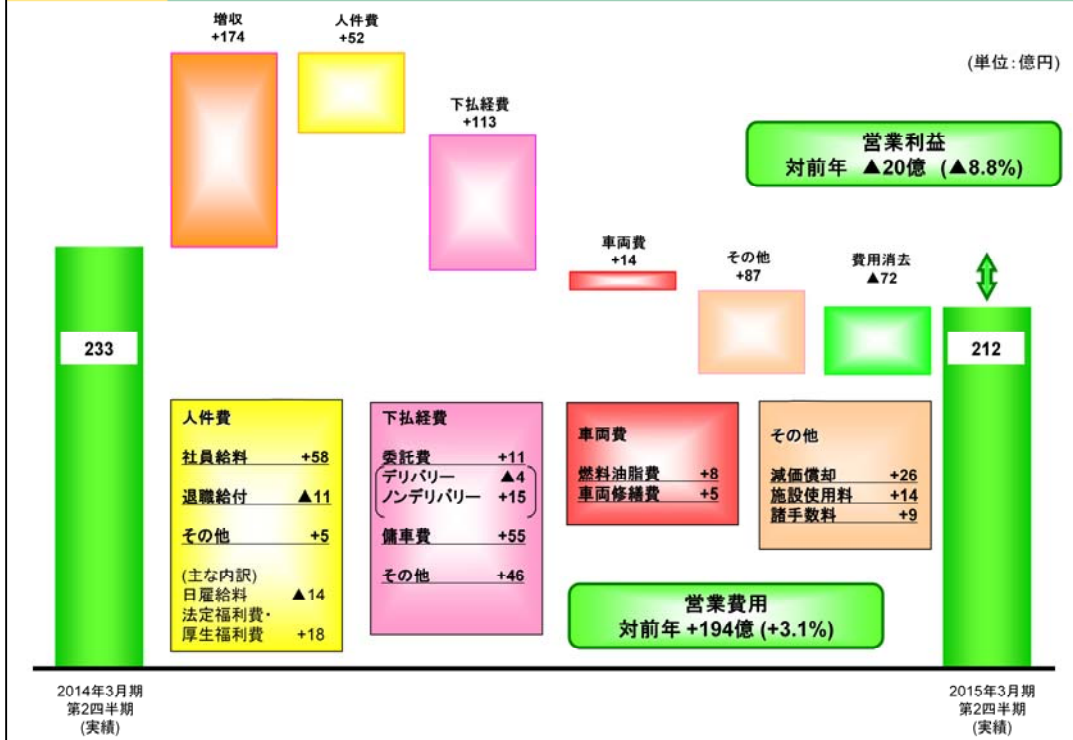 増収
+174
人件費
+52
(単位:億円)
下払経費
+113
営業利益
対前年 ▲20億 (▲8.8%)
車両費
+14
その他
+87
費用消去
▲72
233
212
人件費
社員給料 +58
退職給付 ▲11
その他 +5
(主な内訳)
日雇給料 ▲14
法定福利費・
厚生福利費 +18
下払経費
委託費 +11
デリバリー ▲4
ノンデリバリー +15
傭車費 +55
その他 +46
車両費
燃料油脂費 +8
車両修繕費 +5
その他
減価償却 +26
施設使用料 +14
諸手数料 +9
営業費用
対前年 +194億 (+3.1%)
2014年3月期
第2四半期
(実績)
2015年3月期
第2四半期
(実績)